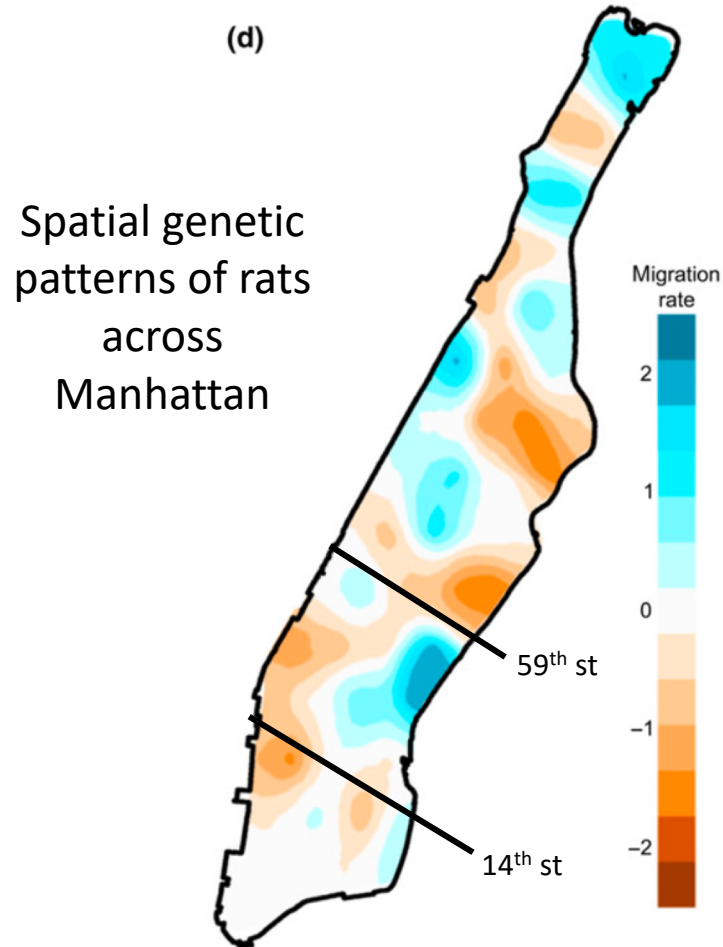 (d)
Spatial genetic
patterns of rats
across
Manhattan
Migration
rate
2
1
0
−1
−2
59th st
14th st